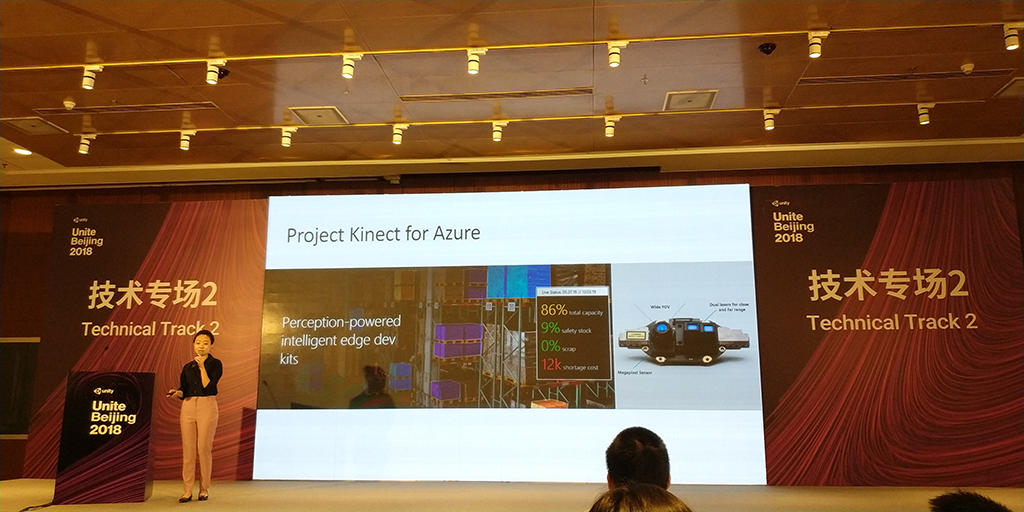 unity
Unite
Beijing
2018
技术专场2
Technical Track 2
unity
Unite
Beijing
2018
Project Kinect for Azure
Perception-powered
intelligent edge dev
kits
86% total capacity
9% safety stock
0% scrap
12k shortage cost
Wide FOV
Dual lasers for close
and far range
Megapixel Sensor
unity
Unite
Beijing
2018
技术专场2
Technical Track 2